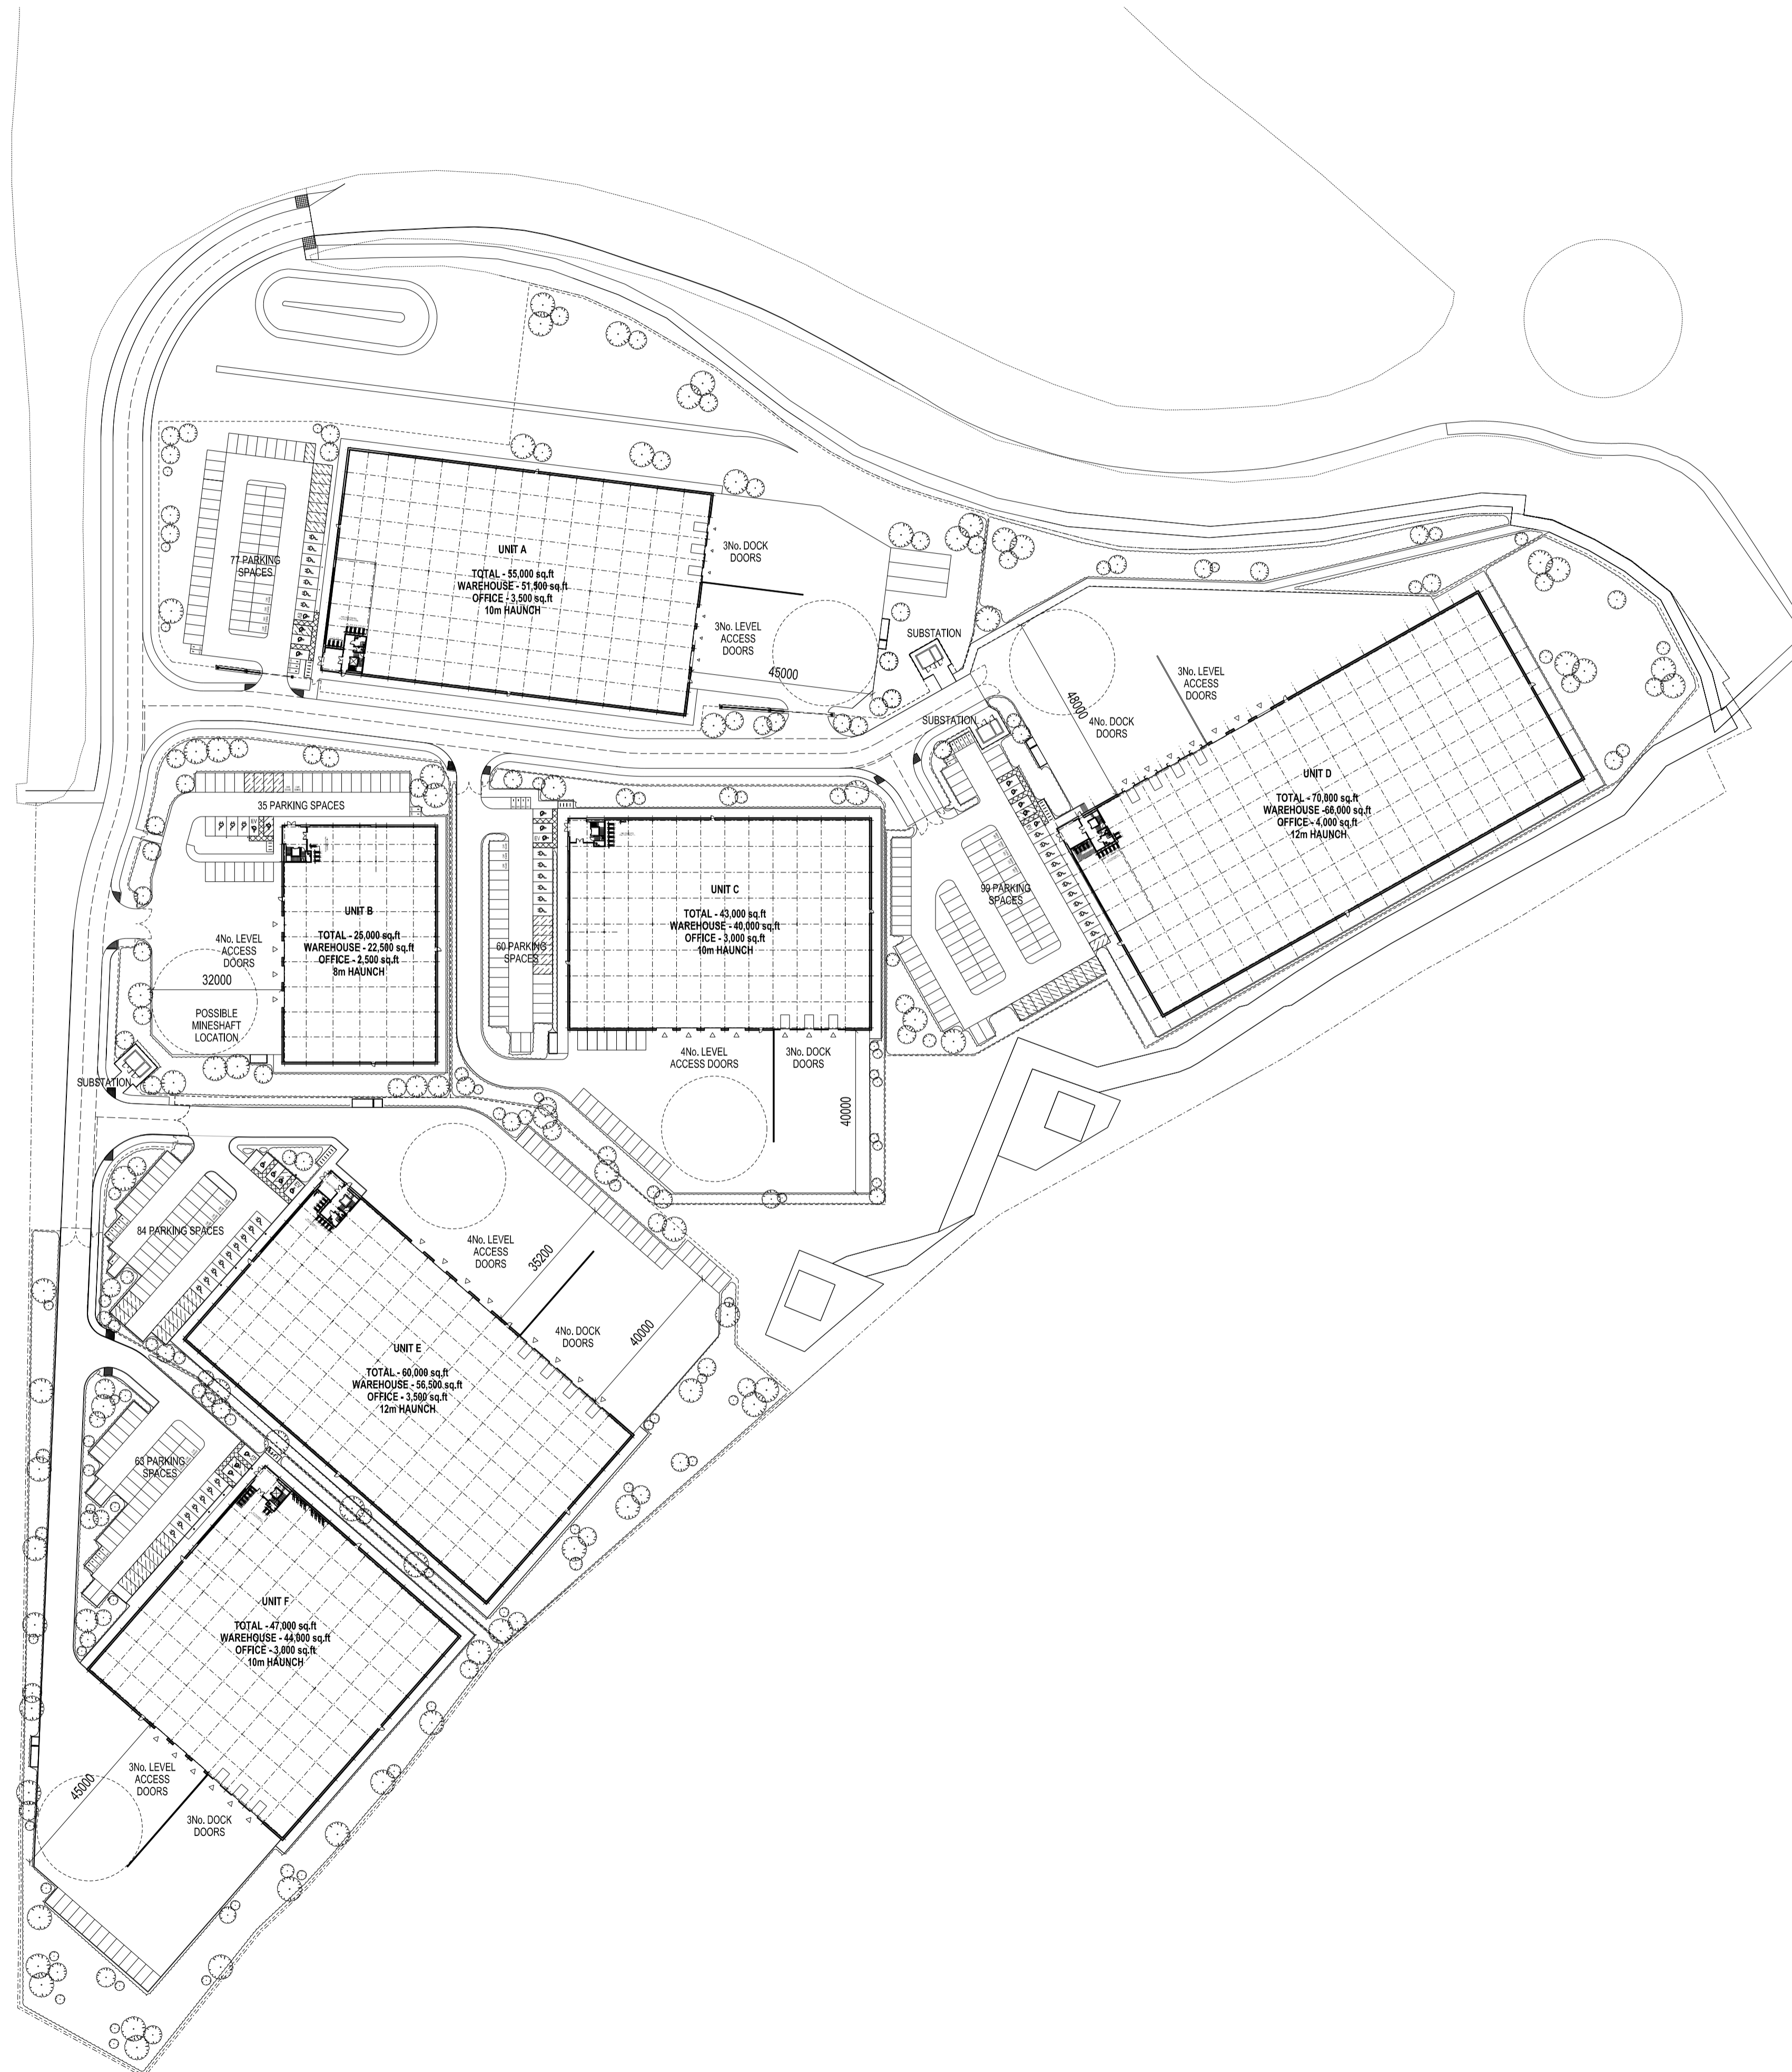 UNIT A
TOTAL - 55,000 sq.ft
WAREHOUSE - 51,500 sq.ft
OFFICE - 3,500 sq.ft
10m HAUNCH
77 PARKING
SPACES
3No. DOCK
DOORS
3No. LEVEL
ACCESS
DOORS
45000
SUBSTATION
SUBSTATION
48000
3No. LEVEL
ACCESS
DOORS
4No. DOCK
DOORS
UNIT D
TOTAL - 70,000 sq.ft
WAREHOUSE -66,000 sq.ft
OFFICE - 4,000 sq.ft
12m HAUNCH
99 PARKING
SPACES
35 PARKING SPACES
UNIT B
TOTAL - 25,000 sq.ft
WAREHOUSE - 22,500 sq.ft
OFFICE - 2,500 sq.ft
8m HAUNCH
4No. LEVEL
ACCESS
DOORS
32000
POSSIBLE
MINESHAFT
LOCATION
SUBSTATION
UNIT C
TOTAL - 43,000 sq.ft
WAREHOUSE - 40,000 sq.ft
OFFICE - 3,000 sq.ft
10m HAUNCH
60 PARKING
SPACES
4No. LEVEL
ACCESS DOORS
3No. DOCK
DOORS
40000
84 PARKING SPACES
4No. LEVEL
ACCESS
DOORS
35200
4No. DOCK
DOORS
40000
UNIT E
TOTAL - 60,000 sq.ft
WAREHOUSE - 56,500 sq.ft
OFFICE - 3,500 sq.ft
12m HAUNCH
63 PARKING
SPACES
UNIT F
TOTAL - 47,000 sq.ft
WAREHOUSE - 44,000 sq.ft
OFFICE - 3,000 sq.ft
10m HAUNCH
3No. LEVEL
ACCESS
DOORS
45000
3No. DOCK
DOORS